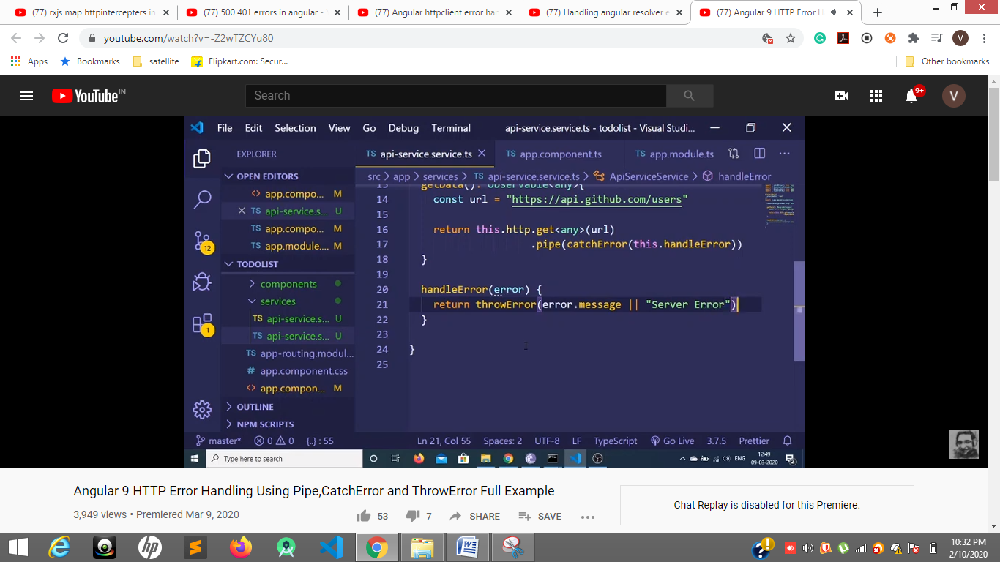 (77) rxjs map httpintercepters in
(77) 500 401 errors in angular -
(77) Angular httpclient error han
(77) Handling angular resolver e
(77) Angular 9 HTTP Error H
youtube.com/watch?v=-Z2wTZCYu80
V
Apps
Bookmarks
satellite
Flipkart.com: Secur...
Other bookmarks
YouTube IN
Search
9+
V
File Edit Selection View Go Debug Terminal
api-service.service.ts - todolist - Visual Studi...
EXPLORER
TS api-service.service.ts
TS app.component.ts
TS app.module.ts
OPEN EDITORS
src > app > services > TS api-service.service.ts > ApiServiceService > handleError
<> app.compo... M
TS api-service.s... U
TS app.compo... M
TS app.module.... M
12
TODOLIST
components
services
TS api-service.s... U
TS api-service.s... U
1
TS app-routing.modul...
# app.component.css
<> app.compon... M
OUTLINE
NPM SCRIPTS
13 getData(): Observable<any>{
14 const url = "https://api.github.com/users"
15
16 return this.http.get<any>(url)
17 .pipe(catchError(this.handleError))
18 }
19
20 handleError(error) {
21 return throwError(error.message || "Server Error")
22 }
23
24 }
25
master* 0 0 {..} : 55
Ln 21, Col 55 Spaces: 2 UTF-8 LF TypeScript Go Live 3.7.5 Prettier
Type here to search
ENG
12:49
09-03-2020
2
Angular 9 HTTP Error Handling Using Pipe,CatchError and ThrowError Full Example
3,949 views • Premiered Mar 9, 2020
53
7
SHARE
SAVE
Chat Replay is disabled for this Premiere.
10:32 PM
2/10/2020